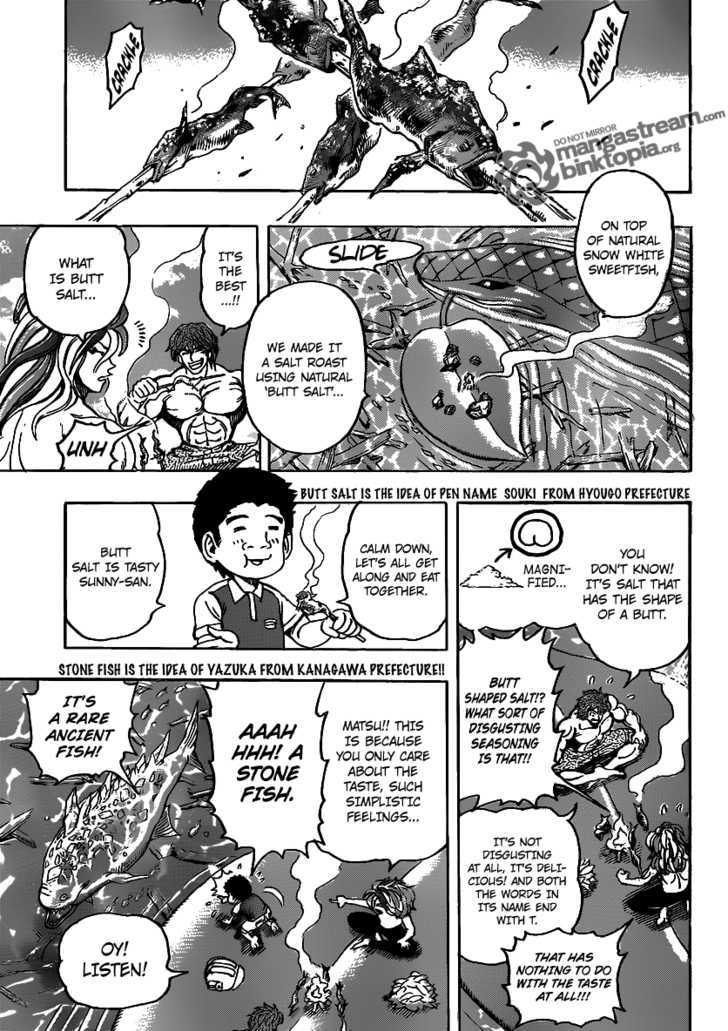 CRACKLE
CRACKLE
DO NOT MIRROR
mangastream.com
binktopia.org
ON TOP
OF NATURAL
SNOW WHITE
SWEETFISH,
SLIDE
WE MADE IT
A SALT ROAST
USING NATURAL
'BUTT SALT'...
IT'S
THE
BEST
...!!
WHAT
IS BUTT
SALT...
UNH
BUTT SALT IS THE IDEA OF PEN NAME SOUKI FROM HYOUGO PREFECTURE
YOU
DON'T KNOW!
IT'S SALT THAT
HAS THE SHAPE
OF A BUTT.
MAGNI-
FIED...
BUTT
SHAPED SALT!?
WHAT SORT OF
DISGUSTING
SEASONING
IS THAT!!
IT'S NOT
DISGUSTING
AT ALL, IT'S DELI-
CIOUS! AND BOTH
THE WORDS IN
ITS NAME END
WITH T.
THAT HAS
NOTHING TO DO
WITH THE TASTE
AT ALL!!!
CALM DOWN,
LET'S ALL GET
ALONG AND EAT
TOGETHER.
BUTT
SALT IS TASTY
SUNNY-SAN.
STONE FISH IS THE IDEA OF YAZUKA FROM KANAGAWA PREFECTURE!!
MATSU!! THIS
IS BECAUSE
YOU ONLY CARE
ABOUT THE
TASTE, SUCH
SIMPLISTIC
FEELINGS...
AAAH
HHH! A
STONE
FISH.
IT'S
A RARE
ANCIENT
FISH!
OY!
LISTEN!